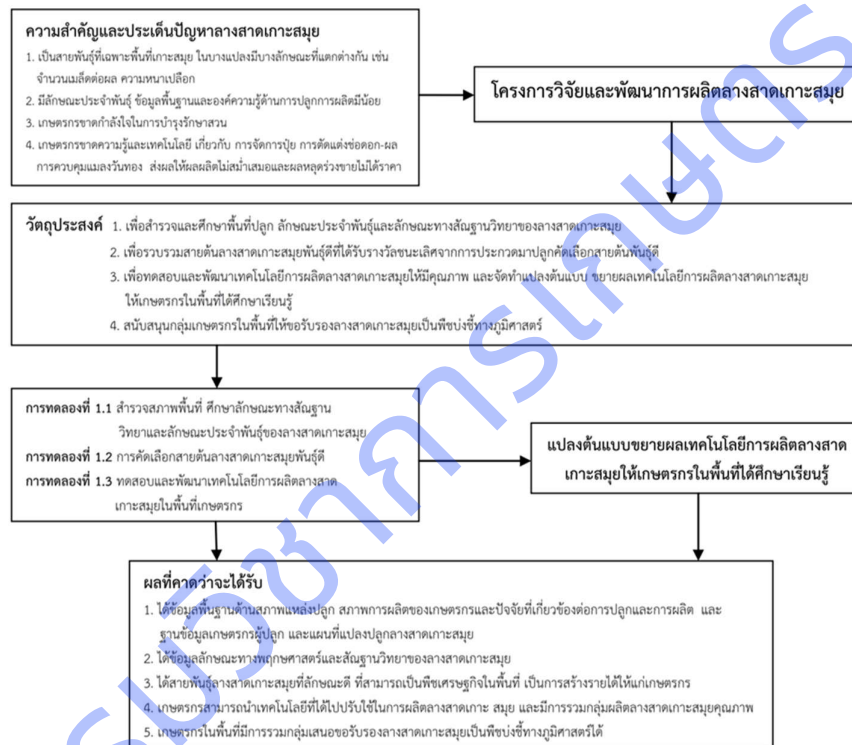 ความสำคัญและประเด็นปัญหาลางสาดเกาะสมุย
1. เป็นสายพันธุ์ที่เฉพาะพื้นที่เกาะสมุย ในบางแปลงมีบางลักษณะที่แตกต่างกัน เช่น
จำนวนเมล็ดต่อผล ความหนาเปลือก
2. มีลักษณะประจำพันธุ์ ข้อมูลพื้นฐานและองค์ความรู้ด้านการปลูกการผลิตมีน้อย
3. เกษตรกรขาดกำลังใจในการบำรุงรักษาสวน
4. เกษตรกรขาดความรู้และเทคโนโลยี เกี่ยวกับ การจัดการปุ๋ย การตัดแต่งช่อดอก-ผล
การควบคุมแมลงวันทอง ส่งผลให้ผลผลิตไม่สม่ำเสมอและผลหลุดร่วงขายไม่ได้ราคา
โครงการวิจัยและพัฒนาการผลิตลางสาดเกาะสมุย
วัตถุประสงค์ 1. เพื่อสำรวจและศึกษาพื้นที่ปลูก ลักษณะประจำพันธุ์และลักษณะทางสัณฐานวิทยาของลางสาดเกาะสมุย
2. เพื่อรวบรวมสายต้นลางสาดเกาะสมุยพันธุ์ดีที่ได้รับรางวัลชนะเลิศจากการประกวดมาปลูกคัดเลือกสายต้นพันธุ์ดี
3. เพื่อทดสอบและพัฒนาเทคโนโลยีการผลิตลางสาดเกาะสมุยให้มีคุณภาพ และจัดทำแปลงต้นแบบ ขยายผลเทคโนโลยีการผลิตลางสาดเกาะสมุย
ให้เกษตรกรในพื้นที่ได้ศึกษาเรียนรู้
4. สนับสนุนกลุ่มเกษตรกรในพื้นที่ให้ขอรับรองลางสาดเกาะสมุยเป็นพืชบ่งชี้ทางภูมิศาสตร์
การทดลองที่ 1.1 สำรวจสภาพพื้นที่ ศึกษาลักษณะทางสัณฐาน
วิทยาและลักษณะประจำพันธุ์ของลางสาดเกาะสมุย
การทดลองที่ 1.2 การคัดเลือกสายต้นลางสาดเกาะสมุยพันธุ์ดี
การทดลองที่ 1.3 ทดสอบและพัฒนาเทคโนโลยีการผลิตลางสาด
เกาะสมุยในพื้นที่เกษตรกร
แปลงต้นแบบขยายผลเทคโนโลยีการผลิตลางสาด
เกาะสมุยให้เกษตรกรในพื้นที่ได้ศึกษาเรียนรู้
ผลที่คาดว่าจะได้รับ
1. ได้ข้อมูลพื้นฐานด้านสภาพแหล่งปลูก สภาพการผลิตของเกษตรกรและปัจจัยที่เกี่ยวข้องต่อการปลูกและการผลิต และ
ฐานข้อมูลเกษตรกรผู้ปลูก และแผนที่แปลงปลูกลางสาดเกาะสมุย
2. ได้ข้อมูลลักษณะทางพฤกษศาสตร์และสัณฐานวิทยาของลางสาดเกาะสมุย
3. ได้สายพันธุ์ลางสาดเกาะสมุยที่ลักษณะดี ที่สามารถเป็นพืชเศรษฐกิจในพื้นที่ เป็นการสร้างรายได้ให้แก่เกษตรกร
4. เกษตรกรสามารถนำเทคโนโลยีที่ได้ไปปรับใช้ในการผลิตลางสาดเกาะ สมุย และมีการรวมกลุ่มผลิตลางสาดเกาะสมุยคุณภาพ
5. เกษตรกรในพื้นที่มีการรวมกลุ่มเสนอขอรับรองลางสาดเกาะสมุยเป็นพืชบ่งชี้ทางภูมิศาสตร์ได้